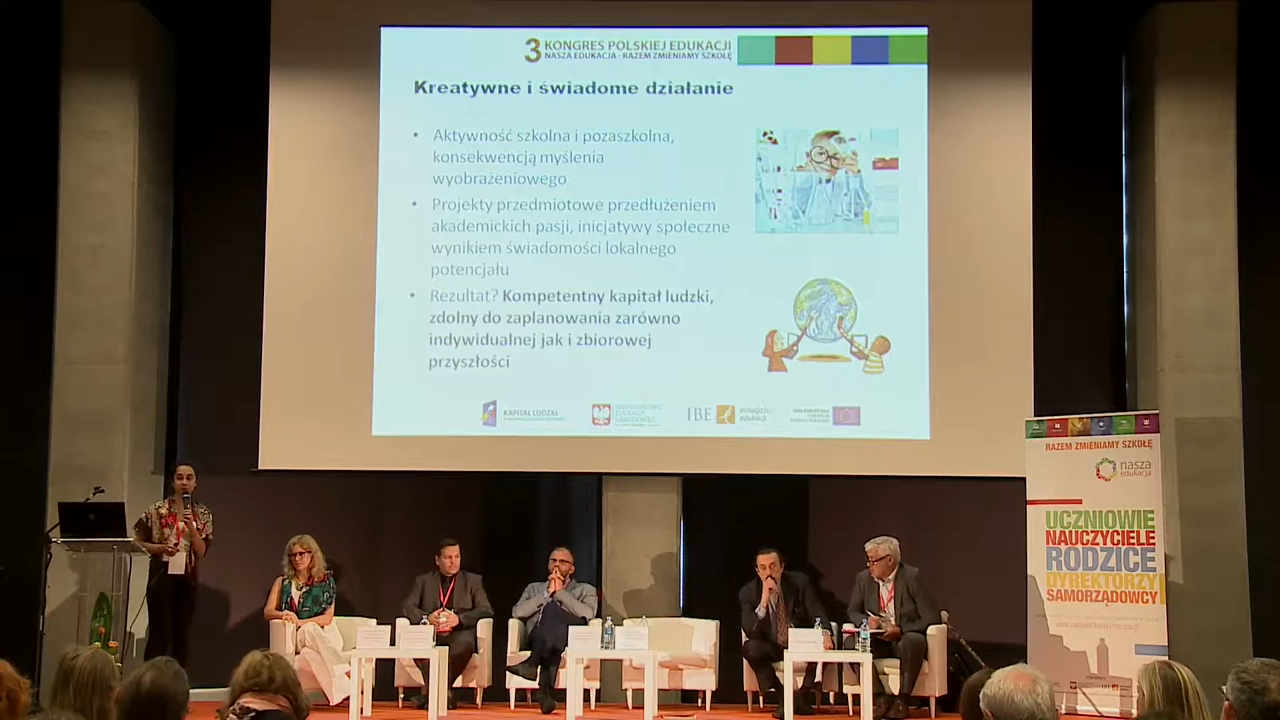 3 KONGRES POLSKIEJ EDUKACJI
NASZA EDUKACJA - RAZEM ZMIENIAMY SZKOŁĘ
Kreatywne i świadome działanie
• Aktywność szkolna i pozaszkolna,
konsekwencją myślenia
wyobrażeniowego
• Projekty przedmiotowe przedłużeniem
akademickich pasji, inicjatywy społeczne
wynikiem świadomości lokalnego
potencjału
• Rezultat? Kompetentny kapitał ludzki,
zdolny do zaplanowania zarówno
indywidualnej jak i zbiorowej
przyszłości
KAPITAŁ LUDZKI
IBE
edukacji
RAZEM ZMIENIAMY SZKOŁĘ
nasza
edukacja
UCZNIOWIE
NAUCZYCIELE
RODZICE
DYREKTORZY
SAMORZĄDOWCY